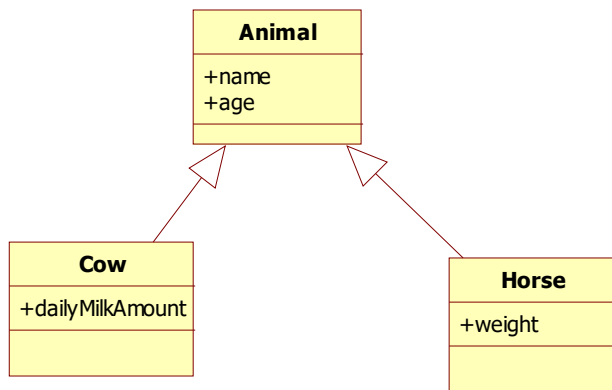 Animal
+name
+age
Cow
+dailyMilkAmount
Horse
+weight